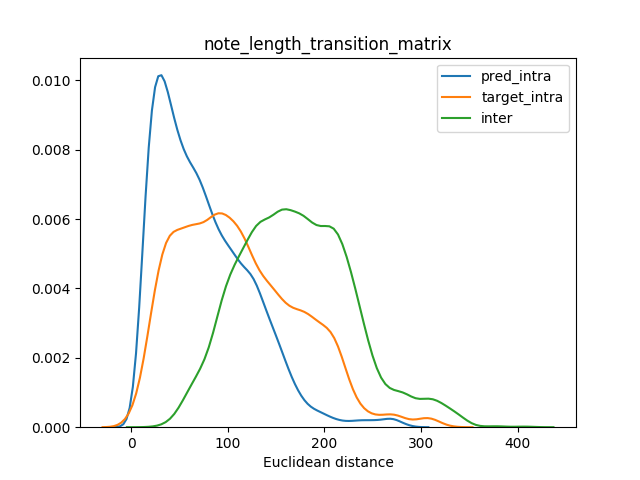 note_length_transition_matrix
pred_intra
target_intra
inter
0.010
0.008
0.006
0.004
0.002
0.000
0
100
200
300
400
Euclidean distance